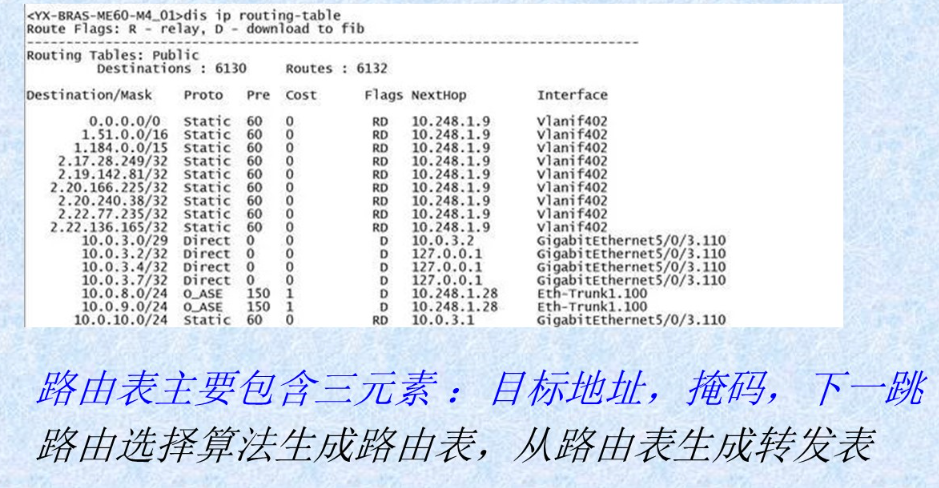 <YX-BRAS-ME60-M4_01>dis ip routing-table
Route Flags: R - relay, D - download to fib
------------------------------------------------------------------------------
Routing Tables: Public
Destinations : 6130 Routes : 6132
Destination/Mask Proto Pre Cost Flags NextHop Interface
0.0.0.0/0 Static 60 0 RD 10.248.1.9 Vlanif402
1.51.0.0/16 Static 60 0 RD 10.248.1.9 Vlanif402
1.184.0.0/15 Static 60 0 RD 10.248.1.9 Vlanif402
2.17.28.249/32 Static 60 0 RD 10.248.1.9 Vlanif402
2.19.142.81/32 Static 60 0 RD 10.248.1.9 Vlanif402
2.20.166.225/32 Static 60 0 RD 10.248.1.9 Vlanif402
2.20.240.38/32 Static 60 0 RD 10.248.1.9 Vlanif402
2.22.77.235/32 Static 60 0 RD 10.248.1.9 Vlanif402
2.22.136.165/32 Static 60 0 RD 10.248.1.9 Vlanif402
10.0.3.0/29 Direct 0 0 D 10.0.3.2 GigabitEthernet5/0/3.110
10.0.3.2/32 Direct 0 0 D 127.0.0.1 GigabitEthernet5/0/3.110
10.0.3.4/32 Direct 0 0 D 127.0.0.1 GigabitEthernet5/0/3.110
10.0.3.7/32 Direct 0 0 D 127.0.0.1 GigabitEthernet5/0/3.110
10.0.8.0/24 O_ASE 150 1 D 10.248.1.28 Eth-Trunk1.100
10.0.9.0/24 O_ASE 150 1 D 10.248.1.28 Eth-Trunk1.100
10.0.10.0/24 Static 60 0 RD 10.0.3.1 GigabitEthernet5/0/3.110
路由表主要包含三元素：目标地址，掩码，下一跳
路由选择算法生成路由表，从路由表生成转发表